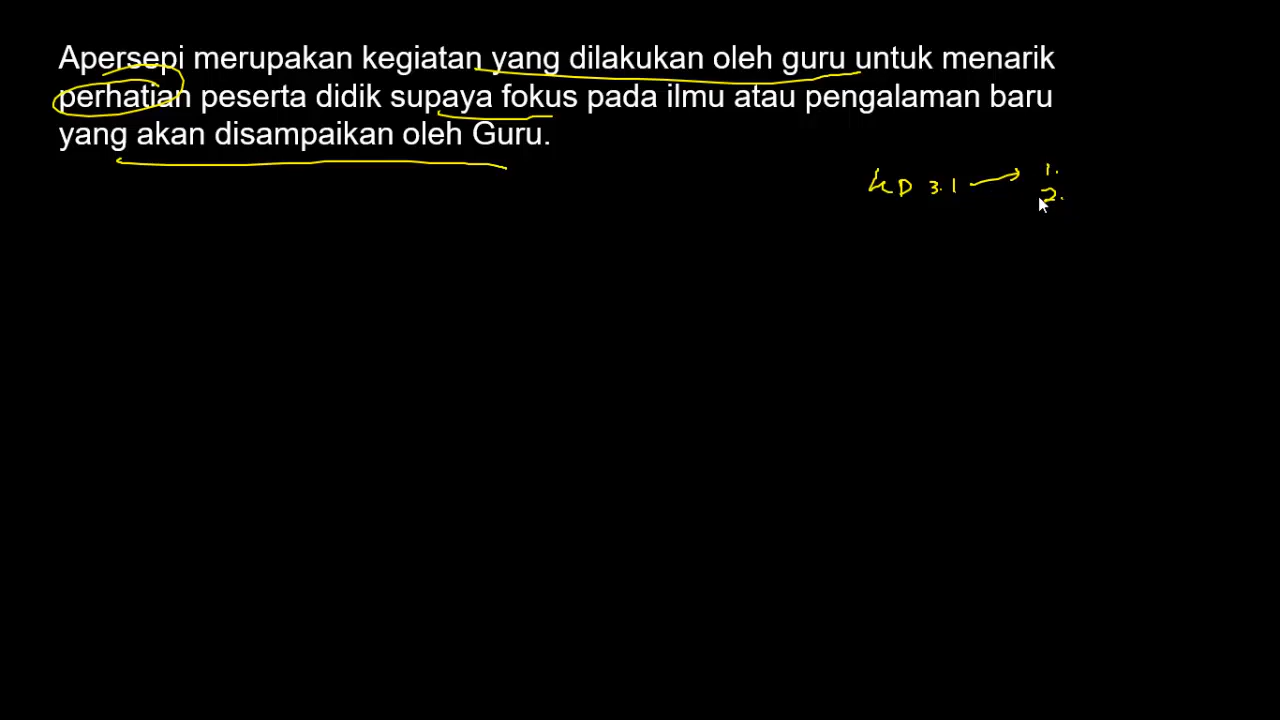 Apersepi merupakan kegiatan yang dilakukan oleh guru untuk menarik
perhatian peserta didik supaya fokus pada ilmu atau pengalaman baru
yang akan disampaikan oleh Guru.
KD 3.1 → 1.
2.